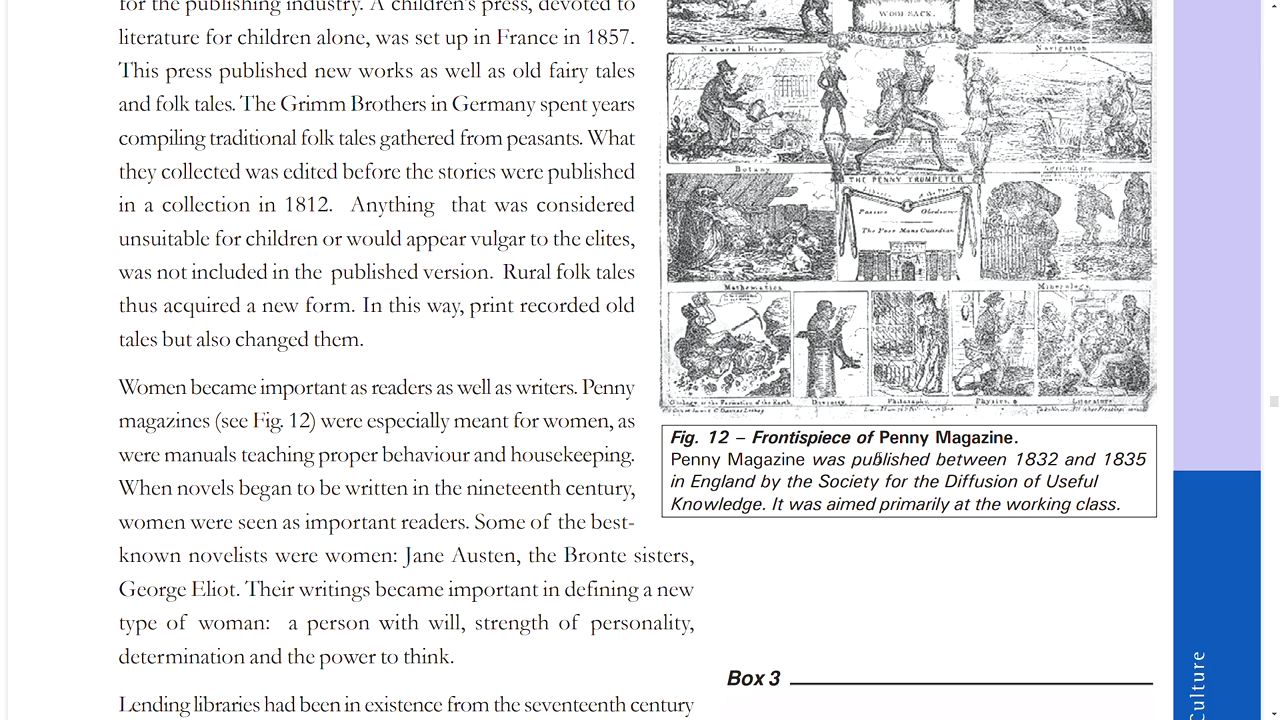 for the publishing industry. A children's press, devoted to
literature for children alone, was set up in France in 1857.
This press published new works as well as old fairy tales
and folk tales. The Grimm Brothers in Germany spent years
compiling traditional folk tales gathered from peasants. What
they collected was edited before the stories were published
in a collection in 1812. Anything that was considered
unsuitable for children or would appear vulgar to the elites,
was not included in the published version. Rural folk tales
thus acquired a new form. In this way, print recorded old
tales but also changed them.
Women became important as readers as well as writers. Penny
magazines (see Fig. 12) were especially meant for women, as
were manuals teaching proper behaviour and housekeeping.
When novels began to be written in the nineteenth century,
women were seen as important readers. Some of the best-
known novelists were women: Jane Austen, the Bronte sisters,
George Eliot. Their writings became important in defining a new
type of woman: a person with will, strength of personality,
determination and the power to think.
Lending libraries had been in existence from the seventeenth century
WOOL SACK.
Natural History.
Navigation
Botany
THE PENNY TROMPETER
Passive Obedience
The Poor Mans Guardian
Mathematics
Mineralogy
Geology or the Formation of the Earth
Divinity
Philosophy
Physics
Literature
Fig. 12 – Frontispiece of Penny Magazine.
Penny Magazine was published between 1832 and 1835
in England by the Society for the Diffusion of Useful
Knowledge. It was aimed primarily at the working class.
Box 3
Culture